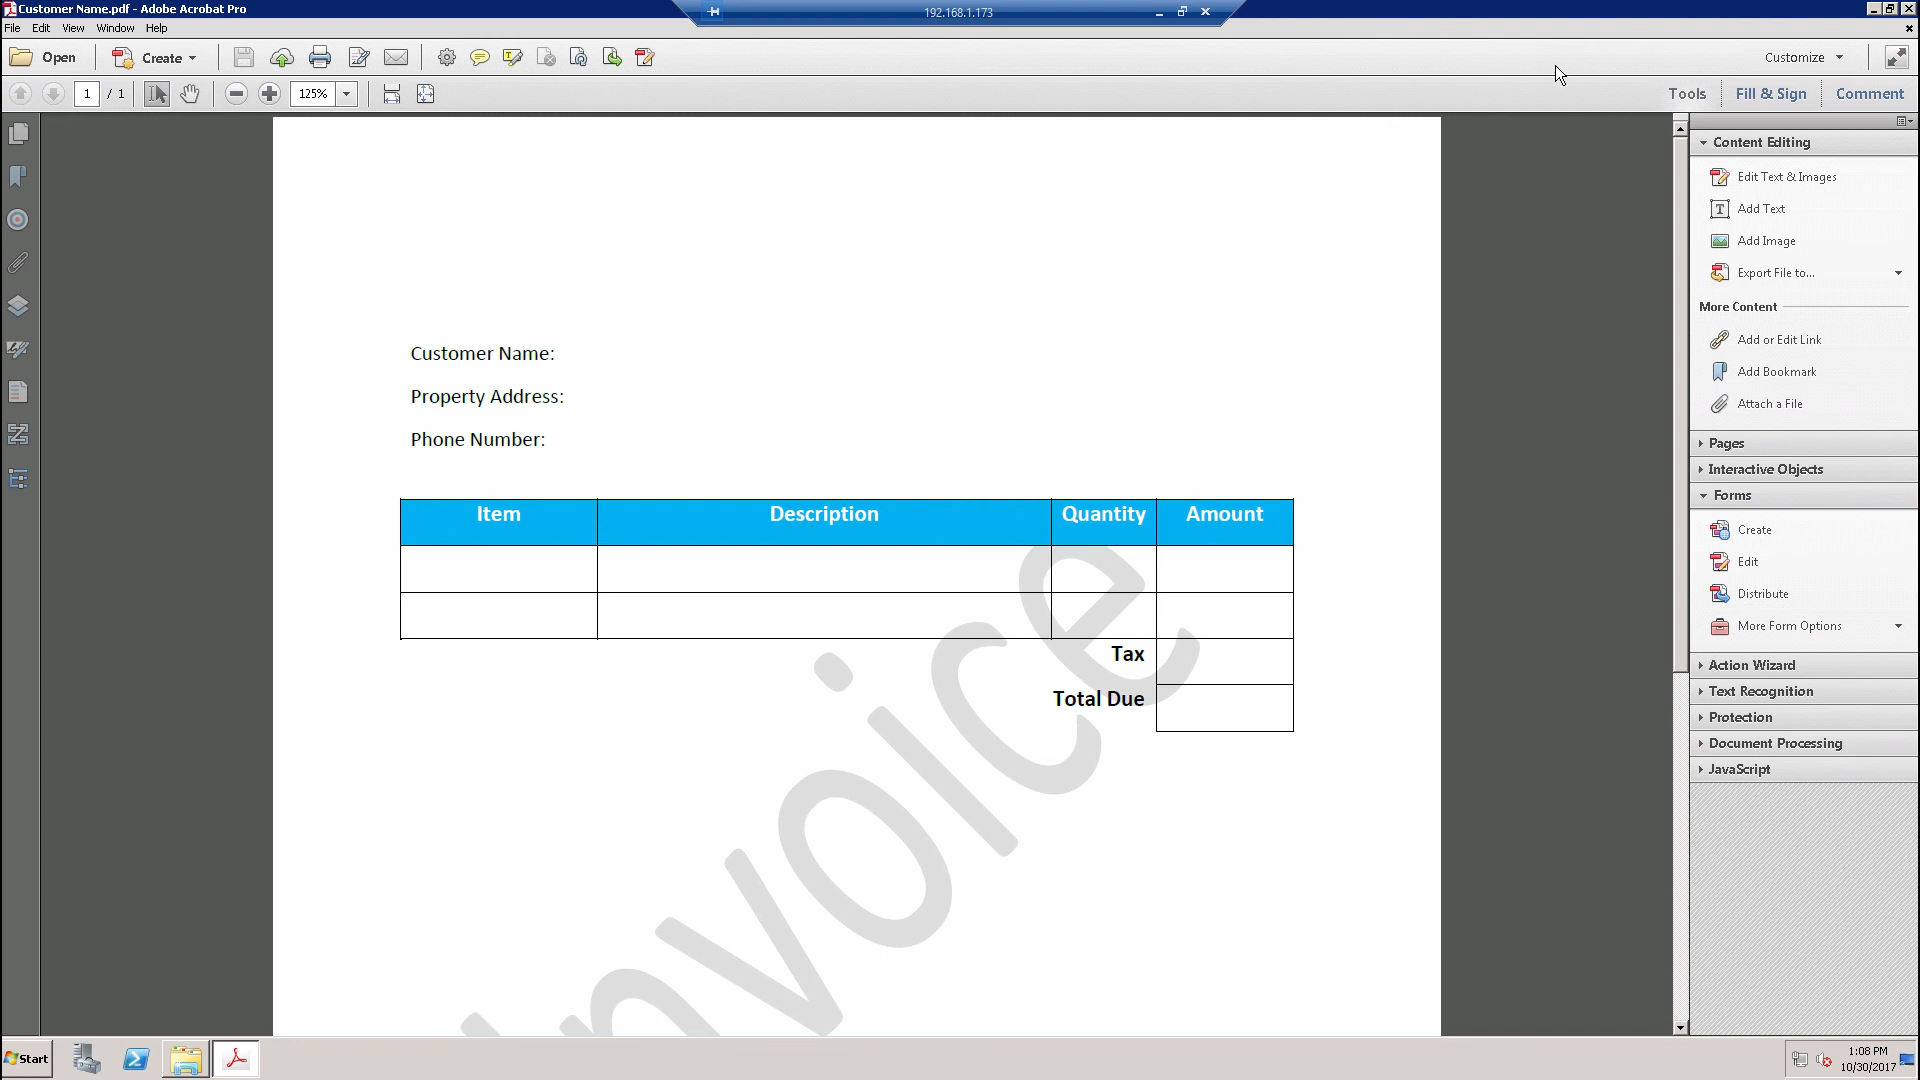 Customer Name.pdf - Adobe Acrobat Pro
192.168.1.173
File Edit View Window Help
Open Create Customize
1 / 1 125% Tools Fill & Sign Comment
Content Editing
Edit Text & Images
Add Text
Add Image
Export File to...
More Content
Add or Edit Link
Add Bookmark
Attach a File
Pages
Interactive Objects
Forms
Create
Edit
Distribute
More Form Options
Action Wizard
Text Recognition
Protection
Document Processing
JavaScript
Customer Name:
Property Address:
Phone Number:
Item Description Quantity Amount
Tax
Total Due
Invoice
Start
1:08 PM
10/30/2017